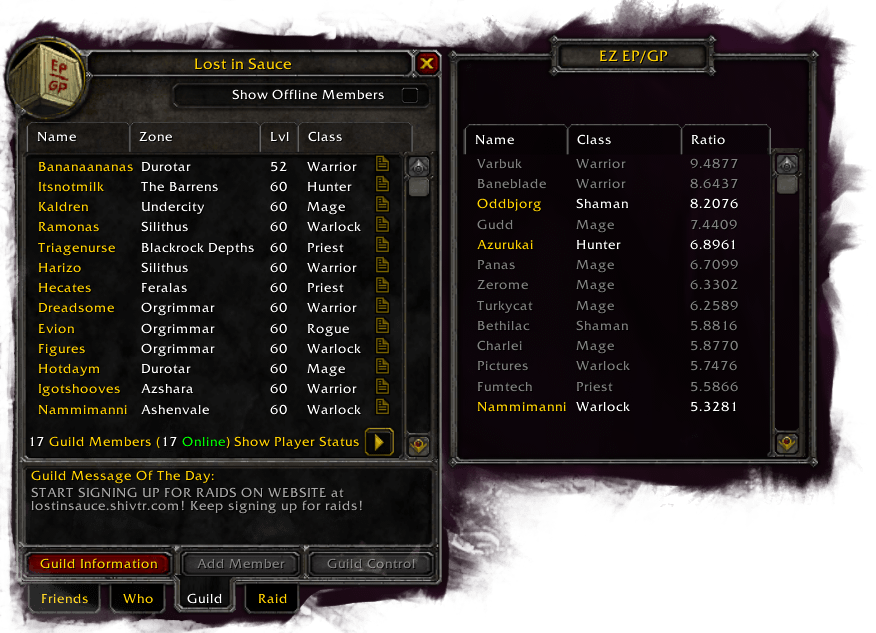 EP
GP
Lost in Sauce
Show Offline Members
Name Zone Lvl Class
Bananaananas Durotar 52 Warrior
Itsnotmilk The Barrens 60 Hunter
Kaldren Undercity 60 Mage
Ramonas Silithus 60 Warlock
Triagenurse Blackrock Depths 60 Priest
Harizo Silithus 60 Warrior
Hecates Feralas 60 Priest
Dreadsome Orgrimmar 60 Warrior
Evion Orgrimmar 60 Rogue
Figures Orgrimmar 60 Warlock
Hotdaym Durotar 60 Mage
Igotshooves Azshara 60 Warrior
Nammimanni Ashenvale 60 Warlock
17 Guild Members (17 Online) Show Player Status
Guild Message Of The Day:
START SIGNING UP FOR RAIDS ON WEBSITE at
lostinsauce.shivtr.com! Keep signing up for raids!
Guild Information Add Member Guild Control
Friends Who Guild Raid
EZ EP/GP
Name Class Ratio
Varbuk Warrior 9.4877
Baneblade Warrior 8.6437
Oddbjorg Shaman 8.2076
Gudd Mage 7.4409
Azurukai Hunter 6.8961
Panas Mage 6.7099
Zerome Mage 6.3302
Turkycat Mage 6.2589
Bethilac Shaman 5.8816
Charlei Mage 5.8770
Pictures Warlock 5.7476
Fumtech Priest 5.5866
Nammimanni Warlock 5.3281